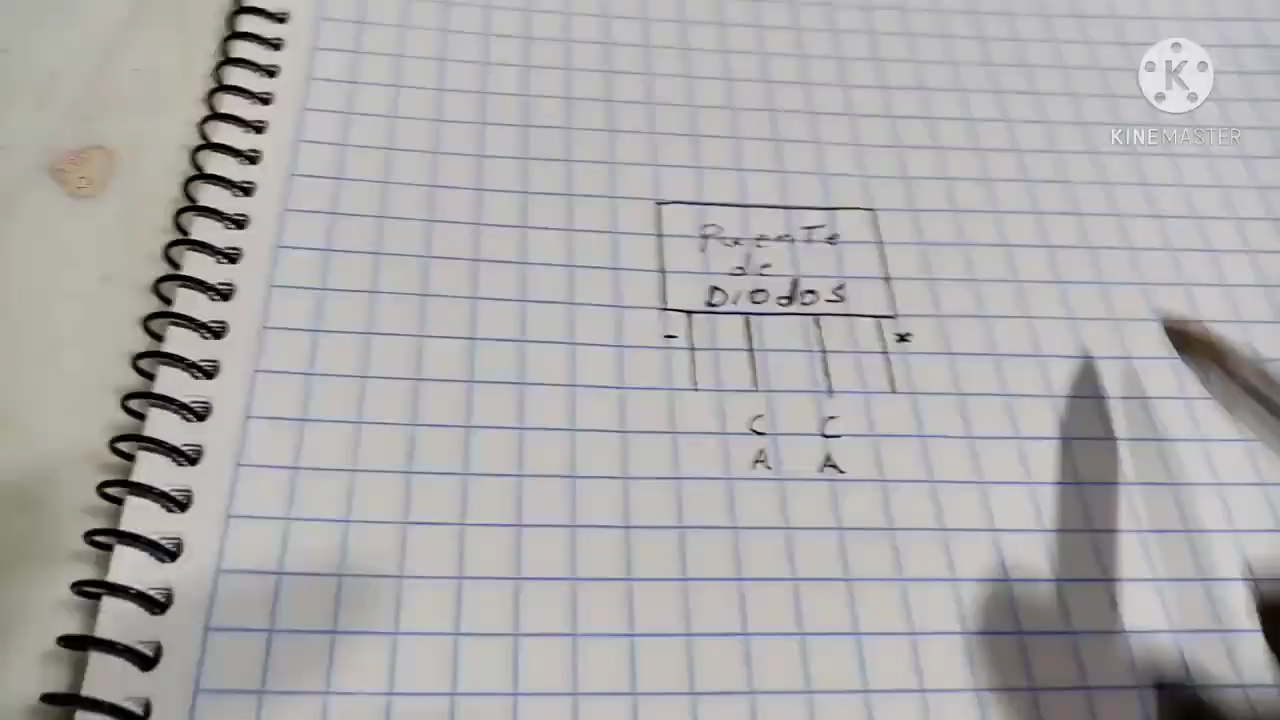 K
KINEMASTER
Puente
de
DIOdOS
- +
C C
A A